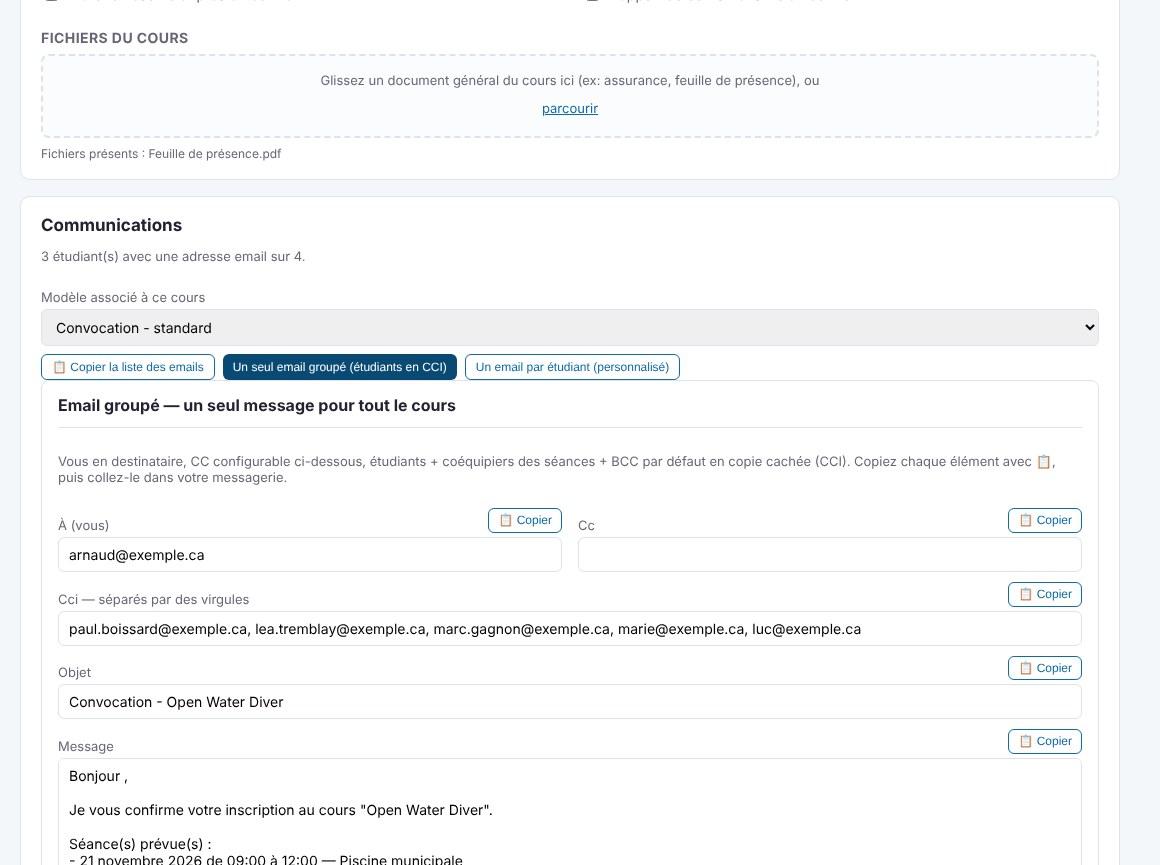 FICHIERS DU COURS
Glissez un document général du cours ici (ex: assurance, feuille de présence), ou
parcourir
Fichiers présents : Feuille de présence.pdf
Communications
3 étudiant(s) avec une adresse email sur 4.
Modèle associé à ce cours
Convocation - standard
📋 Copier la liste des emails Un seul email groupé (étudiants en CCI) Un email par étudiant (personnalisé)
Email groupé — un seul message pour tout le cours
Vous en destinataire, CC configurable ci-dessous, étudiants + coéquipiers des séances + BCC par défaut en copie cachée (CCI). Copiez chaque élément avec 📋,
puis collez-le dans votre messagerie.
À (vous) 📋 Copier Cc 📋 Copier
arnaud@exemple.ca
Cci — séparés par des virgules 📋 Copier
paul.boissard@exemple.ca, lea.tremblay@exemple.ca, marc.gagnon@exemple.ca, marie@exemple.ca, luc@exemple.ca
Objet 📋 Copier
Convocation - Open Water Diver
Message 📋 Copier
Bonjour ,
Je vous confirme votre inscription au cours "Open Water Diver".
Séance(s) prévue(s) :
- 21 novembre 2026 de 09:00 à 12:00 — Piscine municipale